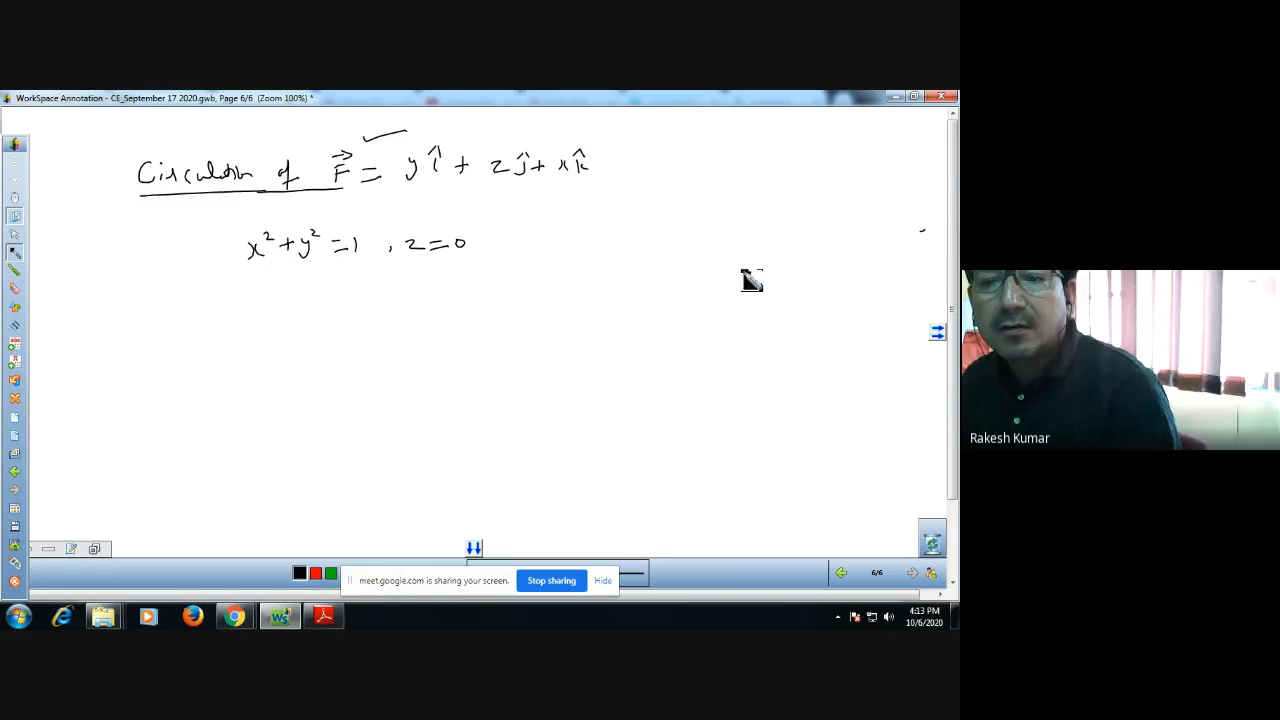 WorkSpace Annotation - CE_September 17 2020.gwb, Page 6/6 (Zoom 100%) *
Circulation of F⃗ = y î + z ĵ + x k̂
x² + y² = 1 , z = 0
Rakesh Kumar
meet.google.com is sharing your screen.
Stop sharing
Hide
6/6
4:13 PM
10/6/2020